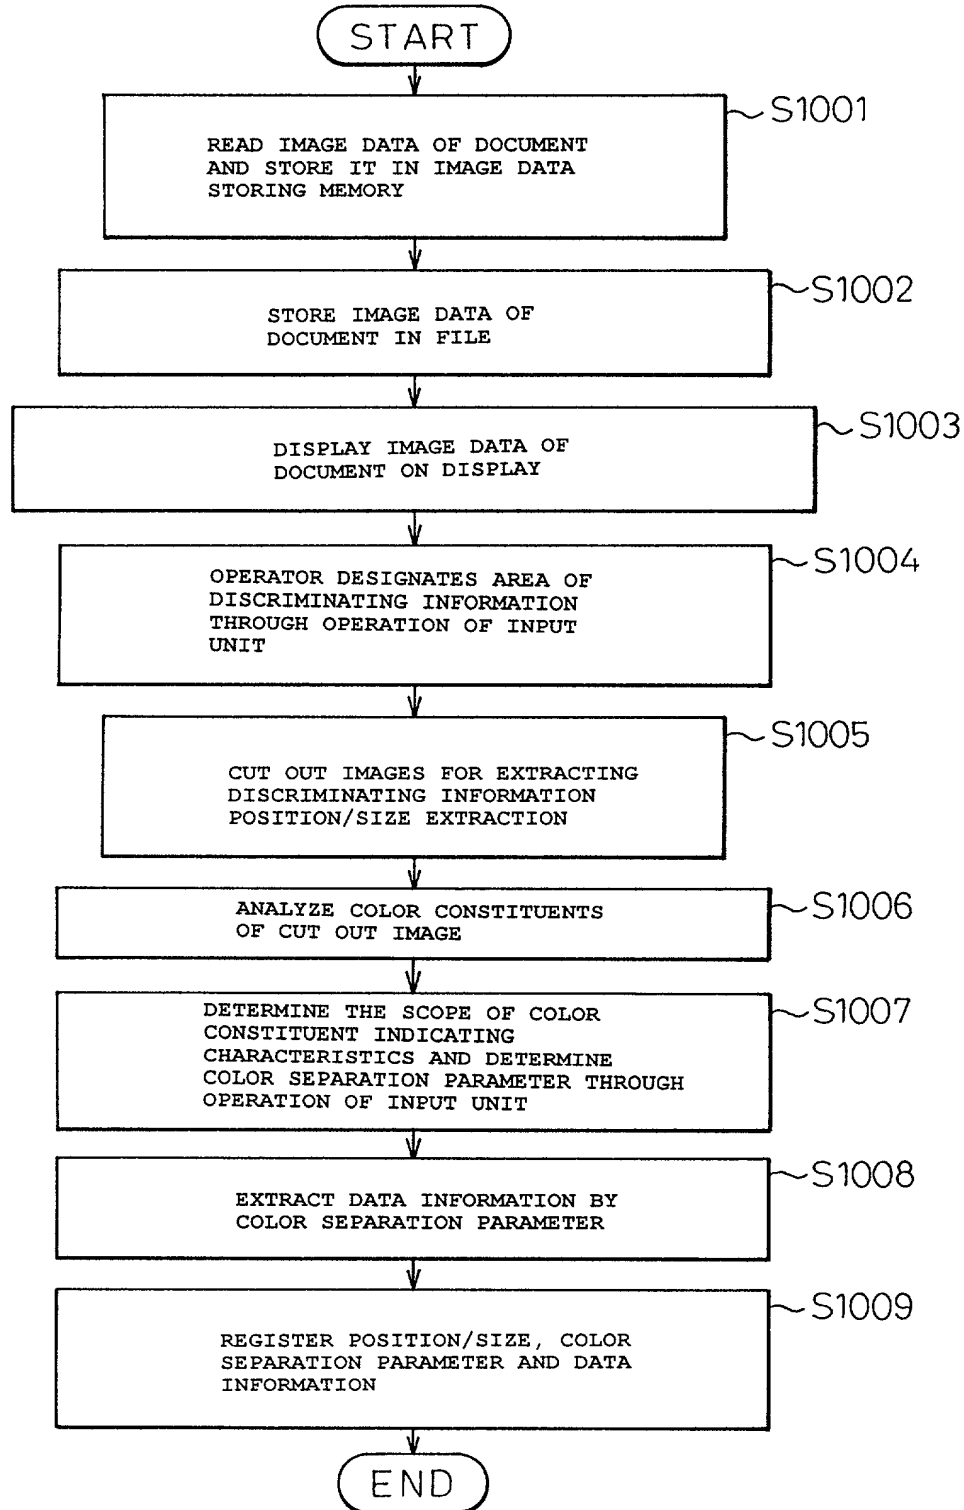 START
S1001
READ IMAGE DATA OF DOCUMENT
AND STORE IT IN IMAGE DATA
STORING MEMORY
S1002
STORE IMAGE DATA OF
DOCUMENT IN FILE
S1003
DISPLAY IMAGE DATA OF
DOCUMENT ON DISPLAY
S1004
OPERATOR DESIGNATES AREA OF
DISCRIMINATING INFORMATION
THROUGH OPERATION OF INPUT
UNIT
S1005
CUT OUT IMAGES FOR EXTRACTING
DISCRIMINATING INFORMATION
POSITION/SIZE EXTRACTION
S1006
ANALYZE COLOR CONSTITUENTS
OF CUT OUT IMAGE
S1007
DETERMINE THE SCOPE OF COLOR
CONSTITUENT INDICATING
CHARACTERISTICS AND DETERMINE
COLOR SEPARATION PARAMETER THROUGH
OPERATION OF INPUT UNIT
S1008
EXTRACT DATA INFORMATION BY
COLOR SEPARATION PARAMETER
S1009
REGISTER POSITION/SIZE, COLOR
SEPARATION PARAMETER AND DATA
INFORMATION
END